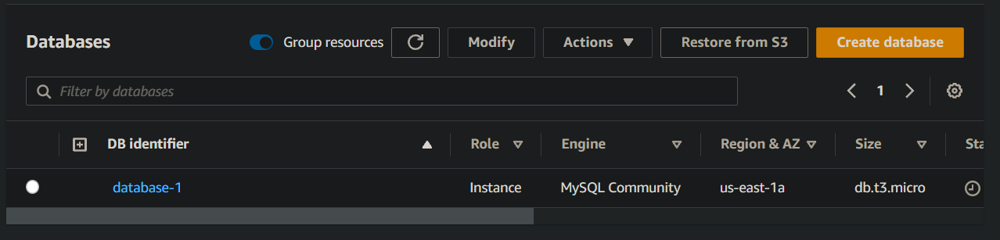 Databases Group resources Modify Actions Restore from S3 Create database
Filter by databases 1
DB identifier Role Engine Region & AZ Size Sta
database-1 Instance MySQL Community us-east-1a db.t3.micro